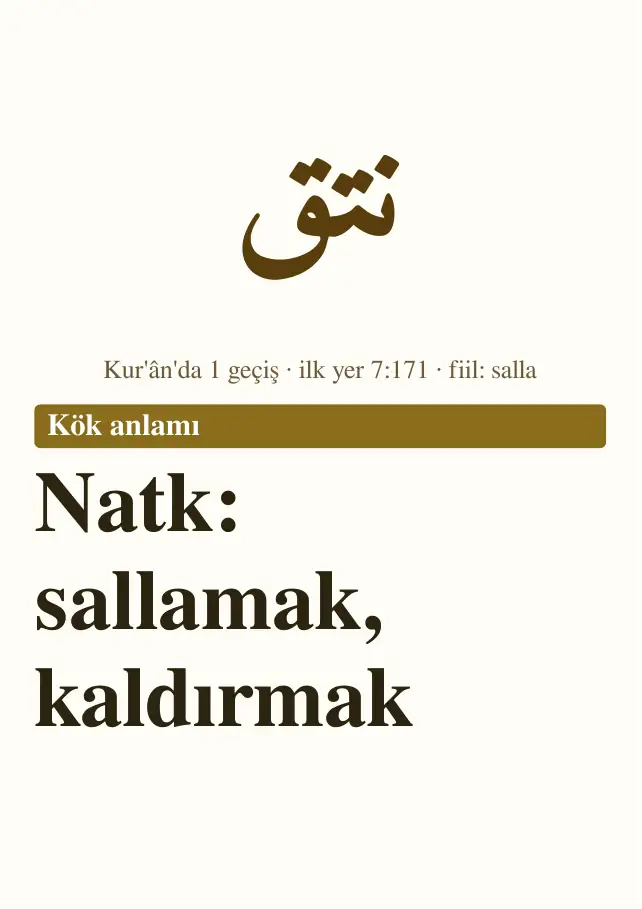 نتق
Kur'ân'da 1 geçiş · ilk yer 7:171 · fiil: salla
Kök anlamı
Natk:
sallamak,
kaldırmak